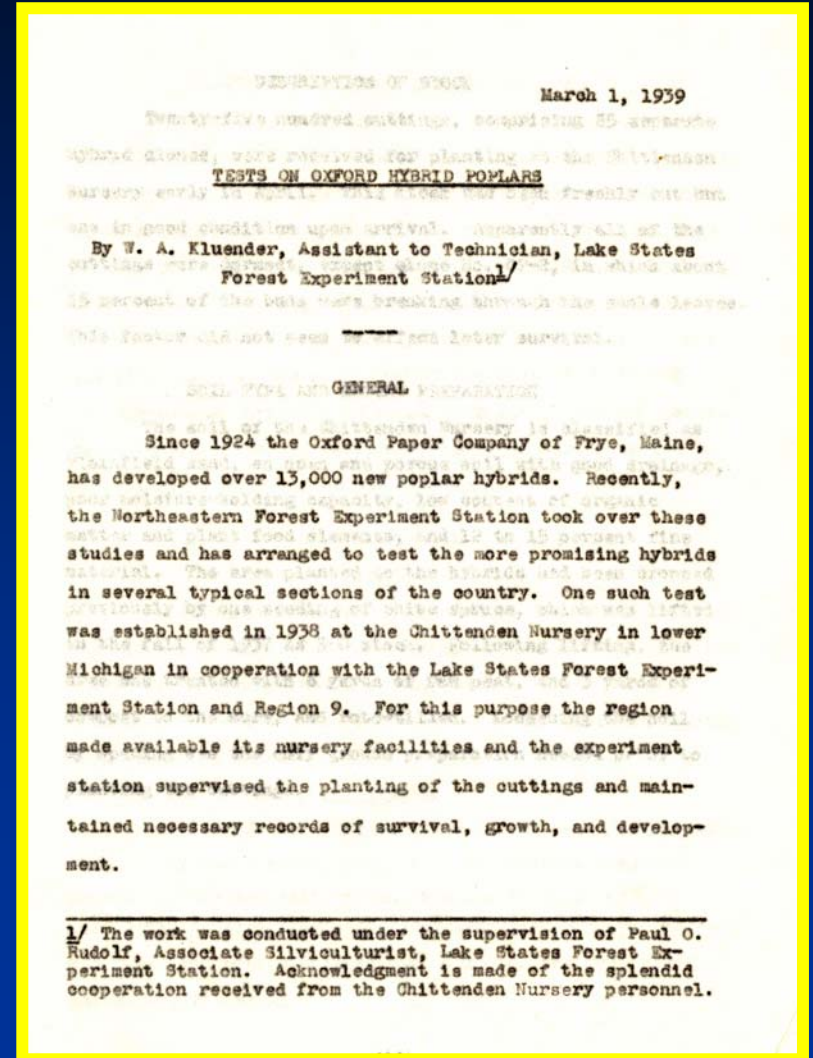 March 1, 1939
TESTS ON OXFORD HYBRID POPLARS
By W. A. Kluender, Assistant to Technician, Lake States
Forest Experiment Station1/
GENERAL
Since 1924 the Oxford Paper Company of Frye, Maine,
has developed over 13,000 new poplar hybrids. Recently,
the Northeastern Forest Experiment Station took over these
studies and has arranged to test the more promising hybrids
in several typical sections of the country. One such test
was established in 1938 at the Chittenden Nursery in lower
Michigan in cooperation with the Lake States Forest Experi-
ment Station and Region 9. For this purpose the region
made available its nursery facilities and the experiment
station supervised the planting of the cuttings and main-
tained necessary records of survival, growth, and develop-
ment.
1/ The work was conducted under the supervision of Paul O.
Rudolf, Associate Silviculturist, Lake States Forest Ex-
periment Station. Acknowledgment is made of the splendid
cooperation received from the Chittenden Nursery personnel.